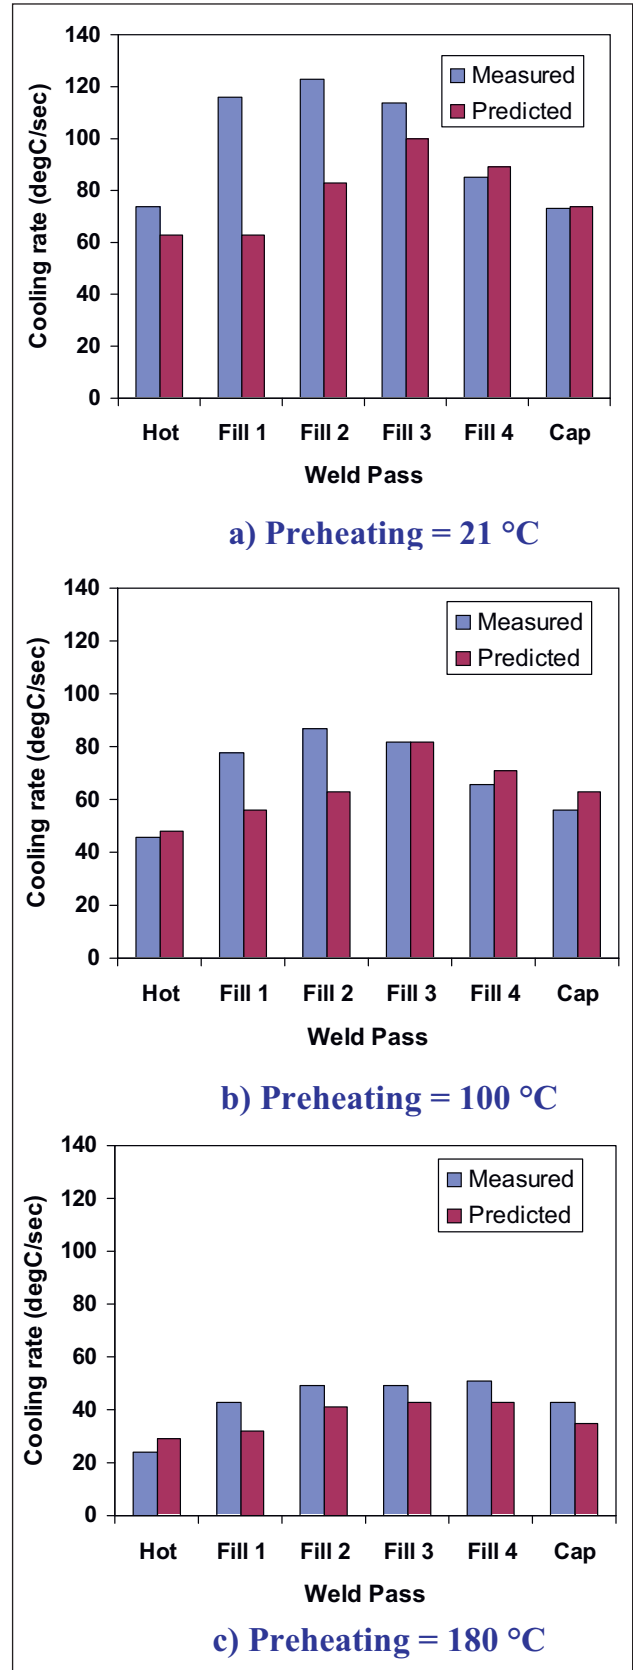 140
120
100
80
60
40
20
0
Cooling rate (degC/sec)
Measured
Predicted
Hot Fill 1 Fill 2 Fill 3 Fill 4 Cap
Weld Pass
a) Preheating = 21 °C
140
120
100
80
60
40
20
0
Cooling rate (degC/sec)
Measured
Predicted
Hot Fill 1 Fill 2 Fill 3 Fill 4 Cap
Weld Pass
b) Preheating = 100 °C
140
120
100
80
60
40
20
0
Cooling rate (degC/sec)
Measured
Predicted
Hot Fill 1 Fill 2 Fill 3 Fill 4 Cap
Weld Pass
c) Preheating = 180 °C